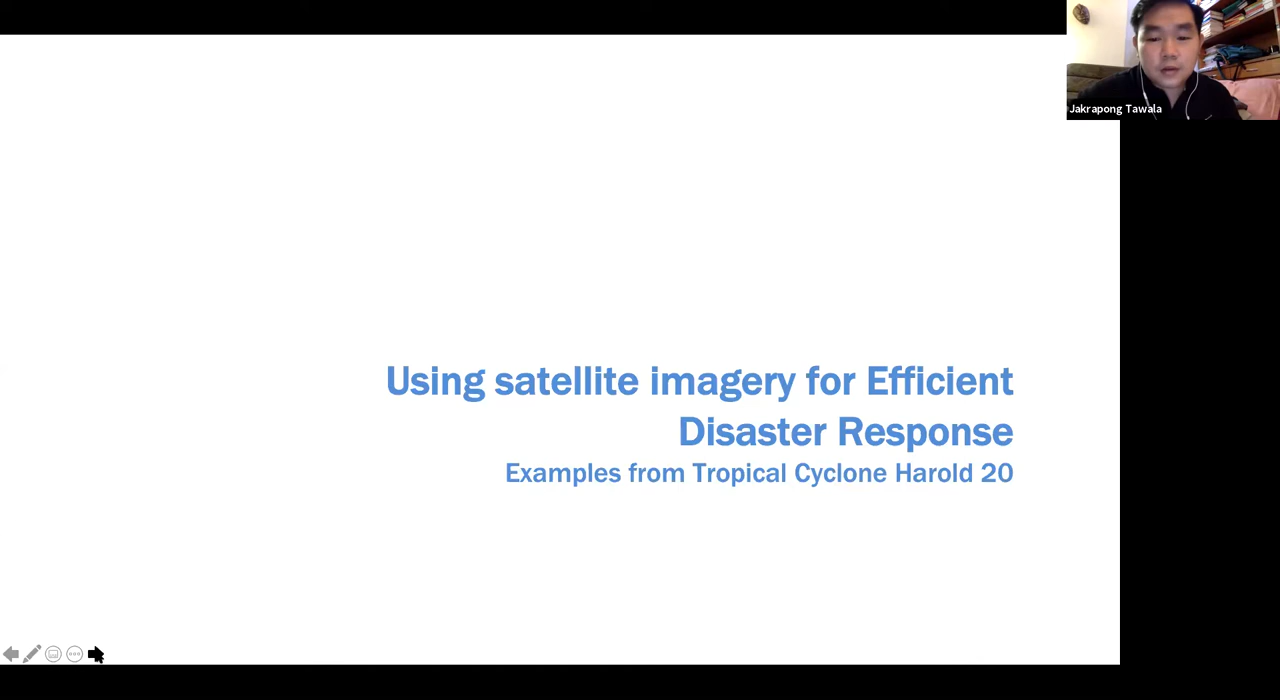 Jakrapong Tawala
Using satellite imagery for Efficient
Disaster Response
Examples from Tropical Cyclone Harold 20